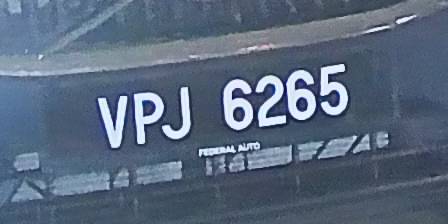 VPJ 6265
FEDERAL AUTO